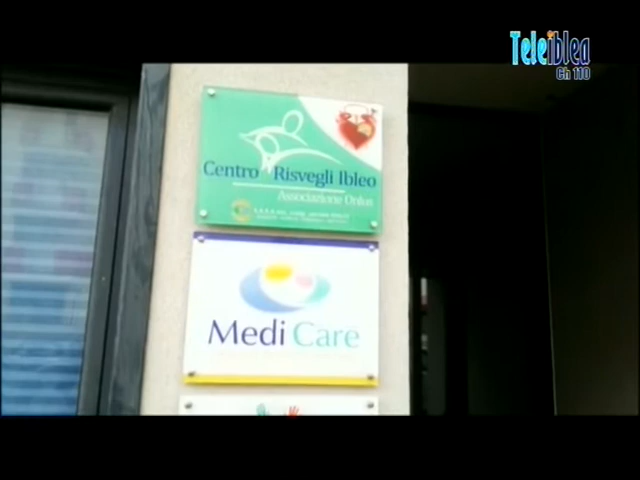 Teleiblea
Ch 110
Centro Risvegli Ibleo
Associazione Onlus
Medi Care